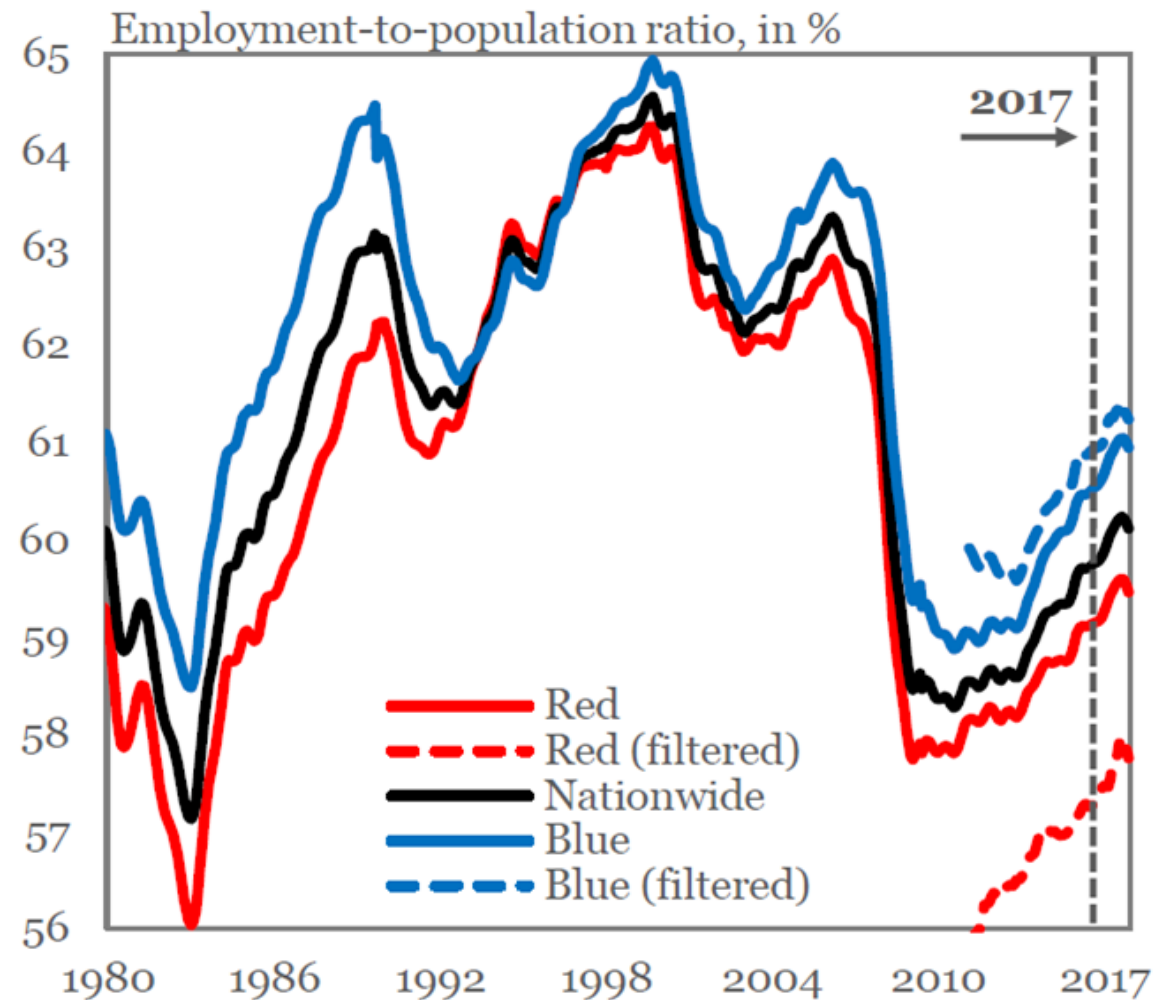 Employment-to-population ratio, in %
65
64
63
62
61
60
59
58
57
56
2017
Red
Red (filtered)
Nationwide
Blue
Blue (filtered)
1980 1986 1992 1998 2004 2010 2017